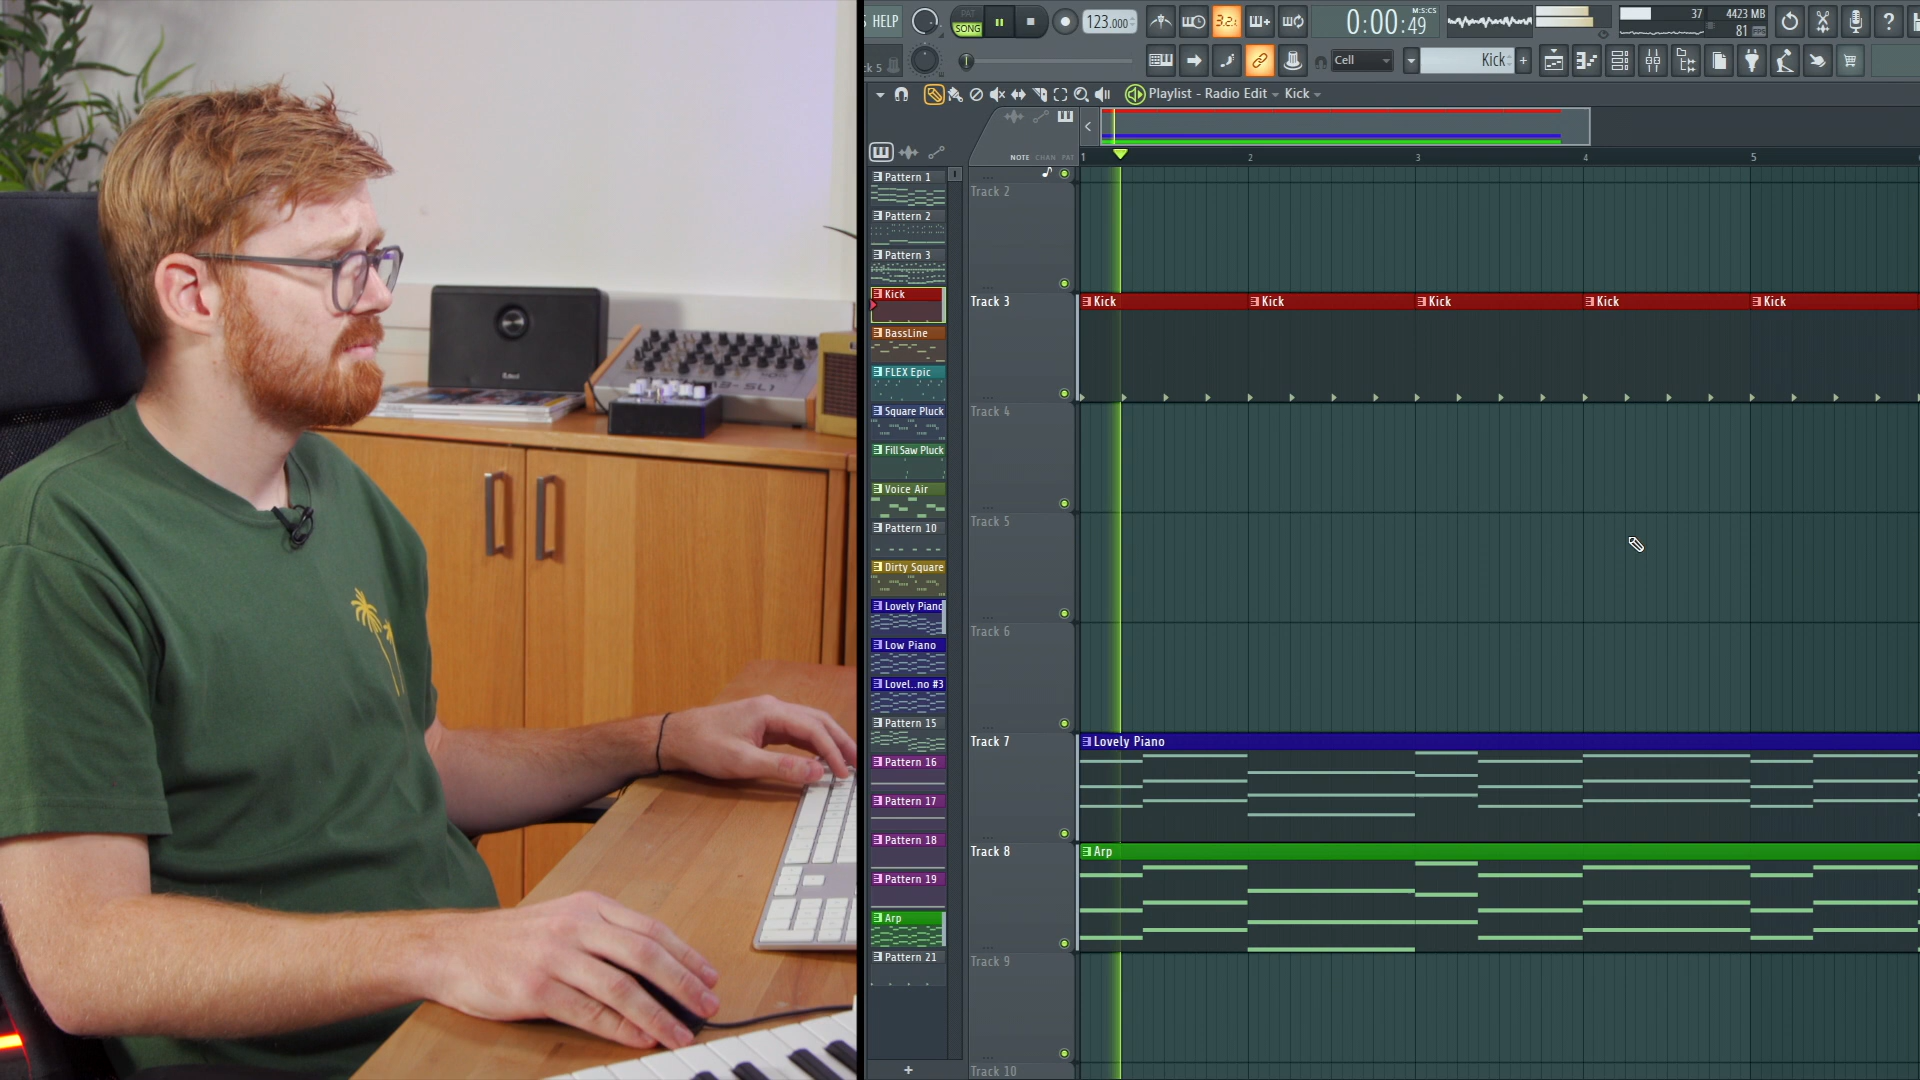 HELP
PAT
SONG
123.000
3.2.
0:00:49
M:S:CS
37
4423 MB
81
Cell
Kick
+
Playlist - Radio Edit
Kick
NOTE
CHAN
PAT
1
2
3
4
5
Pattern 1
Pattern 2
Pattern 3
Kick
BassLine
FLEX Epic
Square Pluck
Fill Saw Pluck
Voice Air
Pattern 10
Dirty Square
Lovely Piano
Low Piano
Lovel..no #3
Pattern 15
Pattern 16
Pattern 17
Pattern 18
Pattern 19
Arp
Pattern 21
+
Track 2
Track 3
Kick
Kick
Kick
Kick
Kick
Track 4
Track 5
Track 6
Track 7
Lovely Piano
Track 8
Arp
Track 9
Track 10